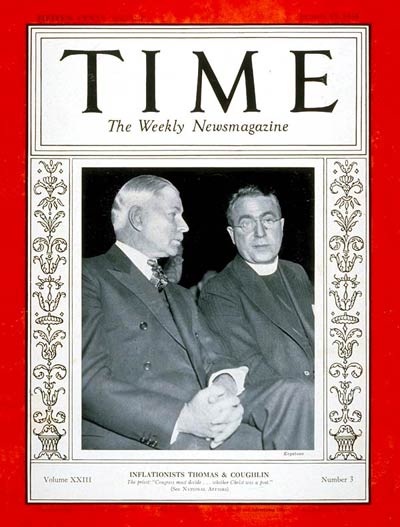 TIME
The Weekly Newsmagazine
Keystone
Volume XXIII
INFLATIONISTS THOMAS & COUGHLIN
The priest: "Congress must decide . . . whether Christ was a fool."
(See NATIONAL AFFAIRS)
Number 3